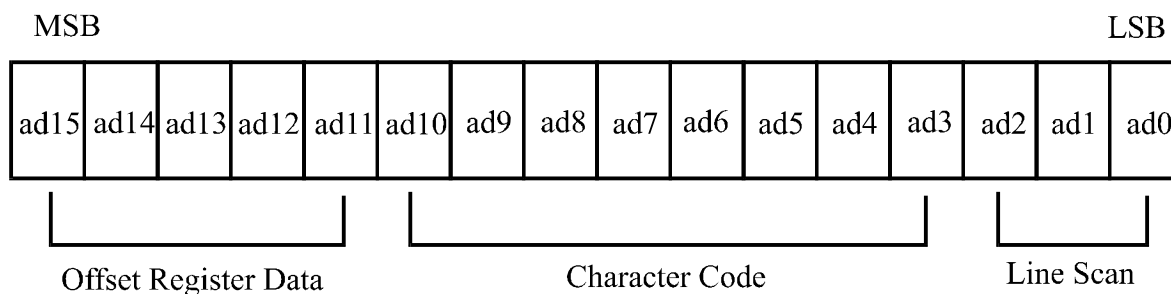 MSB LSB
ad15 ad14 ad13 ad12 ad11 ad10 ad9 ad8 ad7 ad6 ad5 ad4 ad3 ad2 ad1 ad0
Offset Register Data Character Code Line Scan